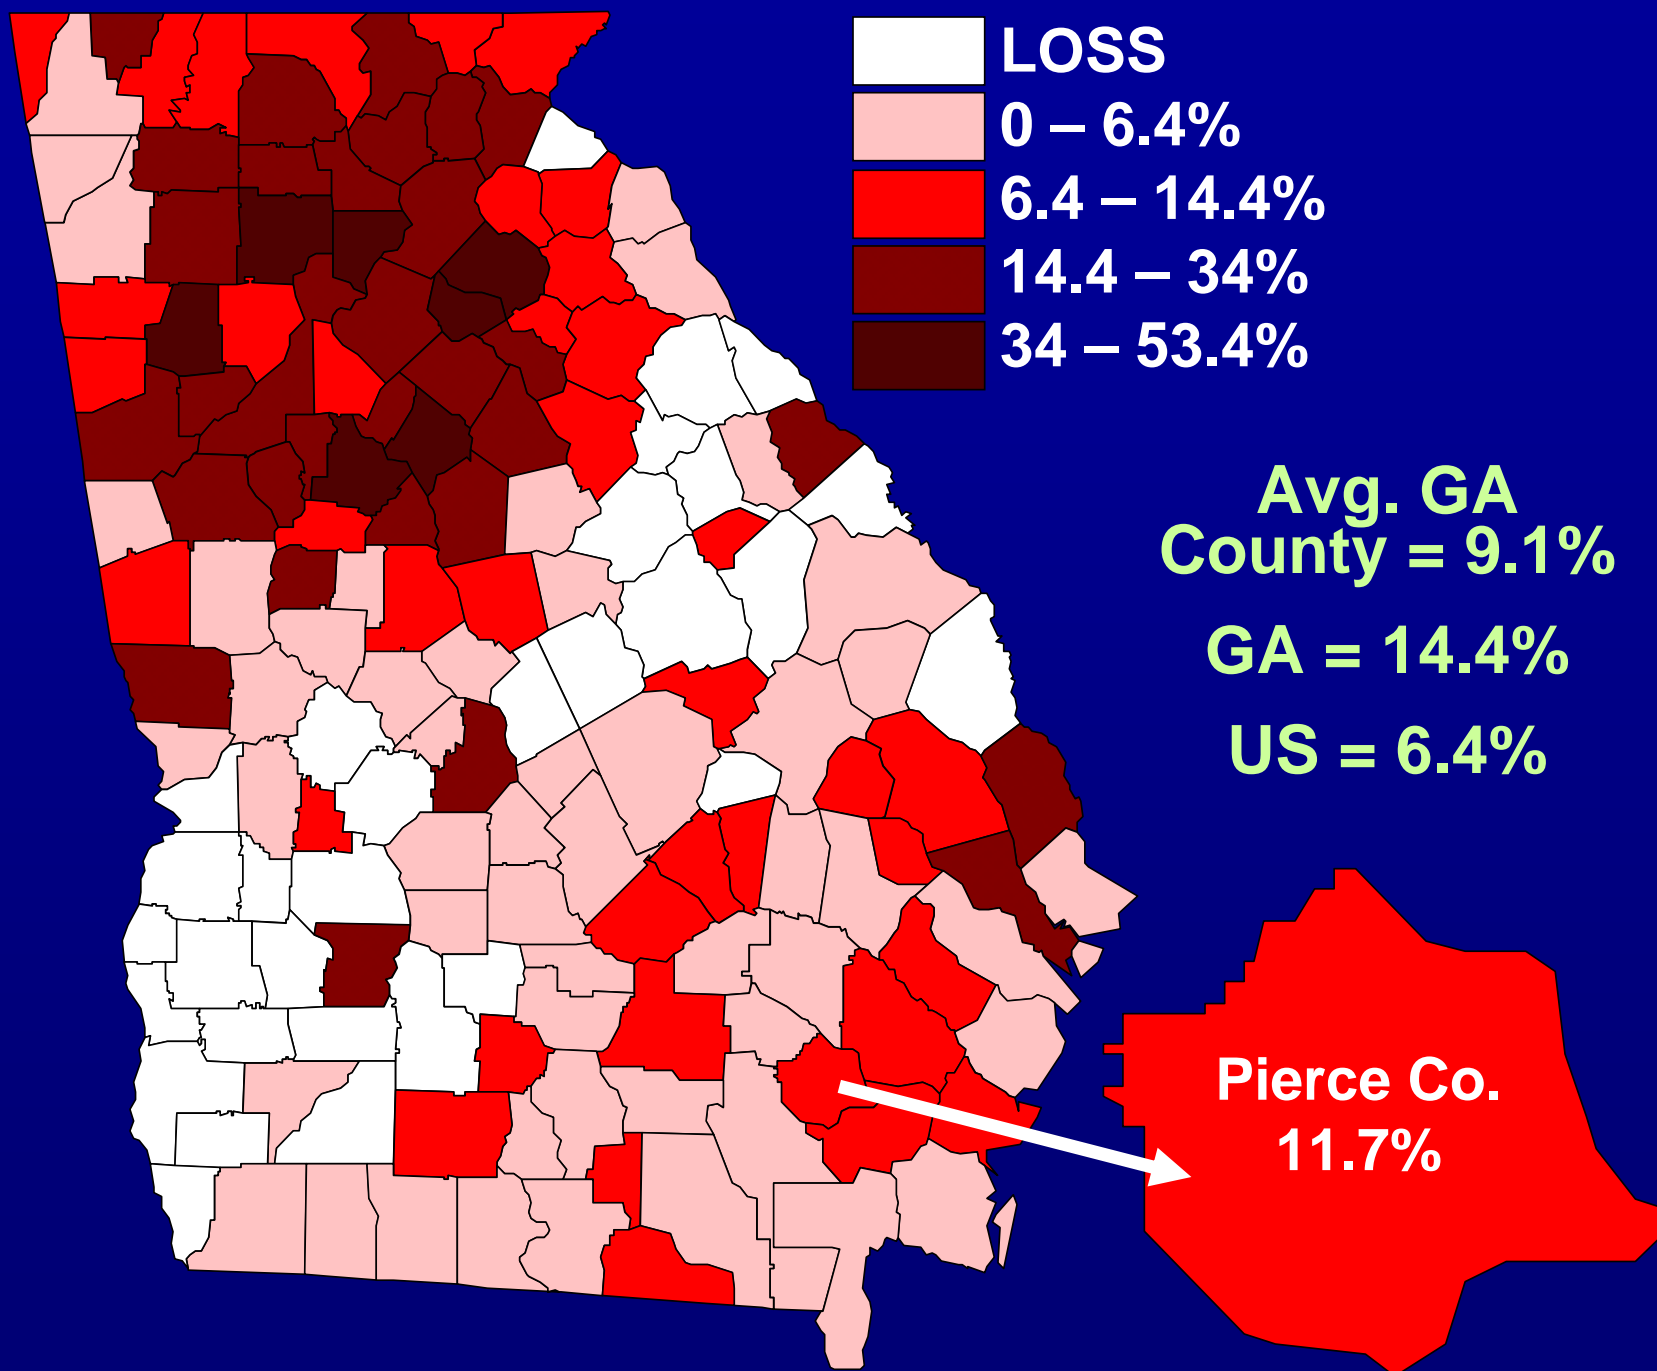 LOSS
0 – 6.4%
6.4 – 14.4%
14.4 – 34%
34 – 53.4%
Avg. GA
County = 9.1%
GA = 14.4%
US = 6.4%
Pierce Co.
11.7%